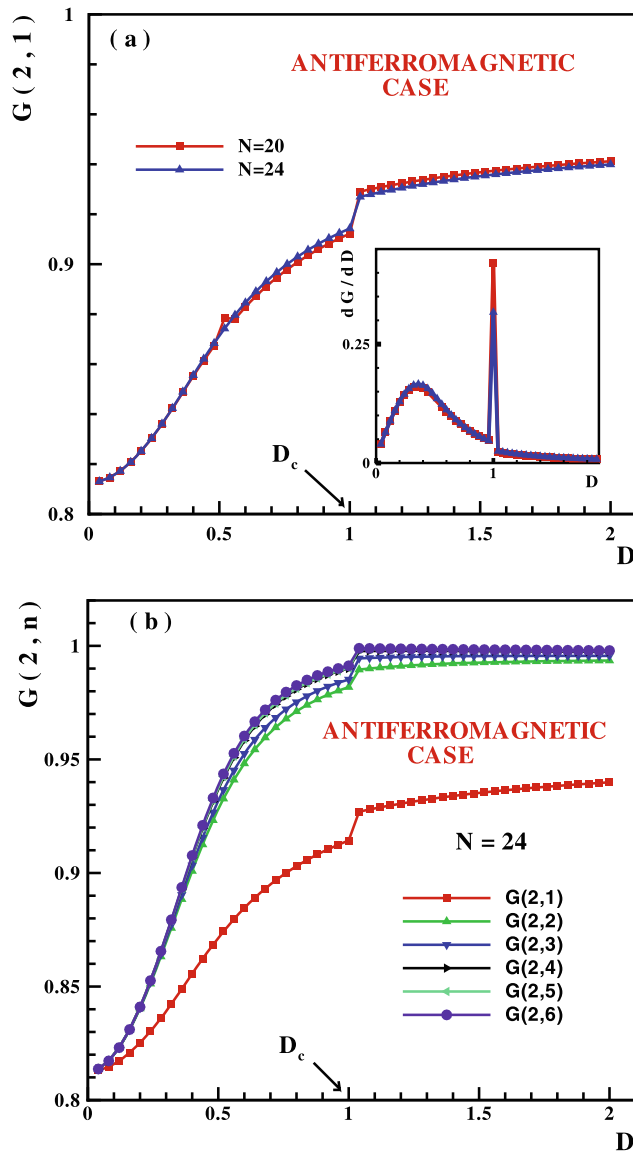 ( a )
G ( 2 , 1 )
ANTIFERROMAGNETIC
CASE
N=20
N=24
1
0.9
0.8
d G / d D
0.25
0
0
1
D
D c
0
0.5
1
1.5
2
D
( b )
G ( 2 , n )
ANTIFERROMAGNETIC
CASE
N = 24
G(2,1)
G(2,2)
G(2,3)
G(2,4)
G(2,5)
G(2,6)
1
0.95
0.9
0.85
0.8
D c
0
0.5
1
1.5
2
D